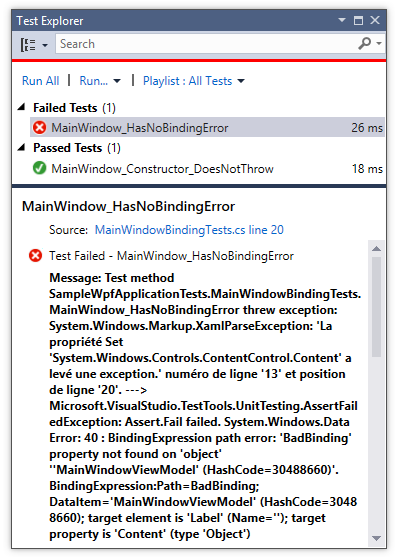 Test Explorer
Search
Run All | Run... | Playlist : All Tests
Failed Tests (1)
MainWindow_HasNoBindingError 26 ms
Passed Tests (1)
MainWindow_Constructor_DoesNotThrow 18 ms
MainWindow_HasNoBindingError
Source: MainWindowBindingTests.cs line 20
Test Failed - MainWindow_HasNoBindingError
Message: Test method
SampleWpfApplicationTests.MainWindowBindingTests.
MainWindow_HasNoBindingError threw exception:
System.Windows.Markup.XamlParseException: 'La
propriété Set
'System.Windows.Controls.ContentControl.Content' a
levé une exception.' numéro de ligne '13' et position
de ligne '20'. --->
Microsoft.VisualStudio.TestTools.UnitTesting.AssertFail
edException: Assert.Fail failed. System.Windows.Data
Error: 40 : BindingExpression path error: 'BadBinding'
property not found on 'object'
''MainWindowViewModel' (HashCode=30488660)'.
BindingExpression:Path=BadBinding;
DataItem='MainWindowViewModel' (HashCode=3048
8660); target element is 'Label' (Name=''); target
property is 'Content' (type 'Object')